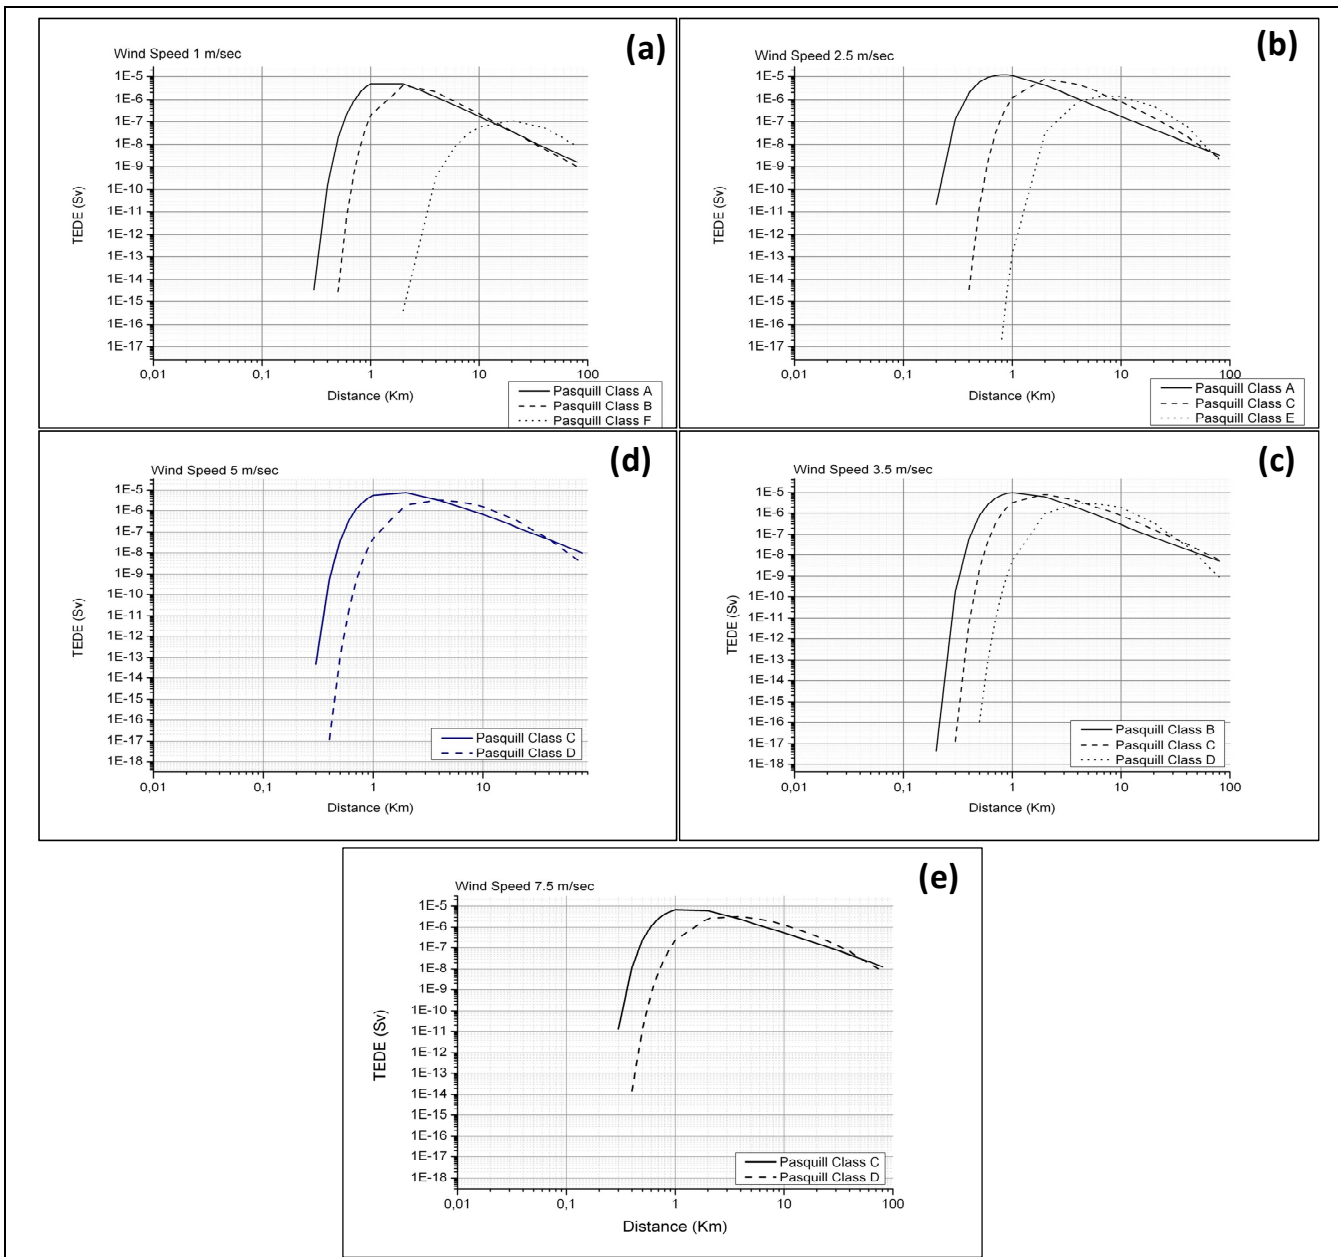 (a)
Wind Speed 1 m/sec
1E-5
1E-6
1E-7
1E-8
1E-9
1E-10
1E-11
1E-12
1E-13
1E-14
1E-15
1E-16
1E-17
TEDE (Sv)
0,01 0,1 1 10 100
Distance (Km)
Pasquill Class A
Pasquill Class B
Pasquill Class F
(b)
Wind Speed 2.5 m/sec
1E-5
1E-6
1E-7
1E-8
1E-9
1E-10
1E-11
1E-12
1E-13
1E-14
1E-15
1E-16
1E-17
TEDE (Sv)
0,01 0,1 1 10 100
Distance (Km)
Pasquill Class A
Pasquill Class C
Pasquill Class E
(d)
Wind Speed 5 m/sec
1E-5
1E-6
1E-7
1E-8
1E-9
1E-10
1E-11
1E-12
1E-13
1E-14
1E-15
1E-16
1E-17
1E-18
TEDE (Sv)
0,01 0,1 1 10
Distance (Km)
Pasquill Class C
Pasquill Class D
(c)
Wind Speed 3.5 m/sec
1E-5
1E-6
1E-7
1E-8
1E-9
1E-10
1E-11
1E-12
1E-13
1E-14
1E-15
1E-16
1E-17
1E-18
TEDE (Sv)
0,01 0,1 1 10 100
Distance (Km)
Pasquill Class B
Pasquill Class C
Pasquill Class D
(e)
Wind Speed 7.5 m/sec
1E-5
1E-6
1E-7
1E-8
1E-9
1E-10
1E-11
1E-12
1E-13
1E-14
1E-15
1E-16
1E-17
1E-18
TEDE (Sv)
0,01 0,1 1 10 100
Distance (Km)
Pasquill Class C
Pasquill Class D